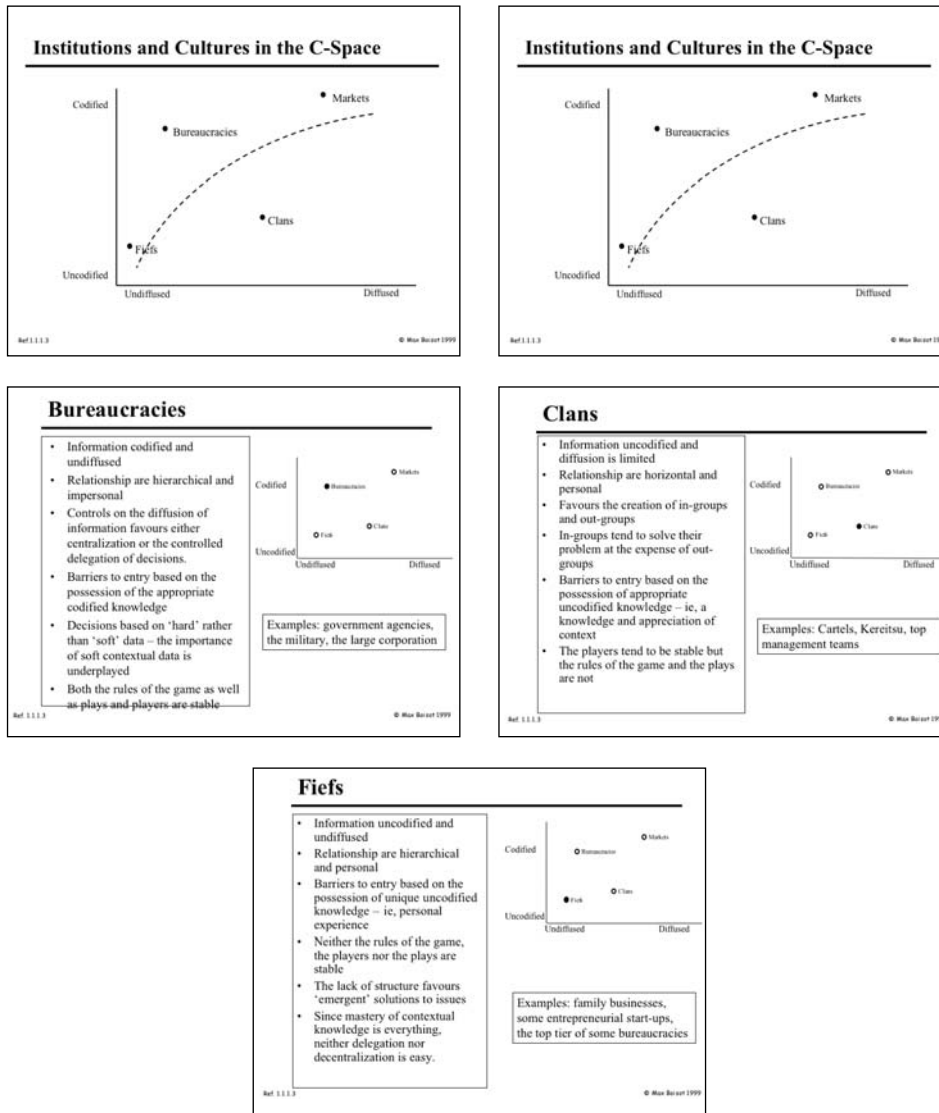 Institutions and Cultures in the C-Space
Codified
Markets
Bureaucracies
Clans
Fiefs
Uncodified
Undiffused
Diffused
Ref 1.1.1.3
© Max Boisot 1999
Institutions and Cultures in the C-Space
Codified
Markets
Bureaucracies
Clans
Fiefs
Uncodified
Undiffused
Diffused
Ref 1.1.1.3
© Max Boisot 19
Bureaucracies
• Information codified and
undiffused
• Relationship are hierarchical and
impersonal
• Controls on the diffusion of
information favours either
centralization or the controlled
delegation of decisions.
• Barriers to entry based on the
possession of the appropriate
codified knowledge
• Decisions based on ‘hard’ rather
than ‘soft’ data – the importance
of soft contextual data is
underplayed
• Both the rules of the game as well
as plays and players are stable
Codified
Markets
Bureaucracies
Clans
Fiefs
Uncodified
Undiffused
Diffused
Examples: government agencies,
the military, the large corporation
Ref. 1.1.1.3
© Max Boisot 1999
Clans
• Information uncodified and
diffusion is limited
• Relationship are horizontal and
personal
• Favours the creation of in-groups
and out-groups
• In-groups tend to solve their
problem at the expense of out-
groups
• Barriers to entry based on the
possession of appropriate
uncodified knowledge – ie, a
knowledge and appreciation of
context
• The players tend to be stable but
the rules of the game and the plays
are not
Codified
Markets
Bureaucracies
Clans
Fiefs
Uncodified
Undiffused
Diffused
Examples: Cartels, Kereitsu, top
management teams
Ref. 1.1.1.3
© Max Boisot 19
Fiefs
• Information uncodified and
undiffused
• Relationship are hierarchical
and personal
• Barriers to entry based on the
possession of unique uncodified
knowledge – ie, personal
experience
• Neither the rules of the game,
the players nor the plays are
stable
• The lack of structure favours
‘emergent’ solutions to issues
• Since mastery of contextual
knowledge is everything,
neither delegation nor
decentralization is easy.
Codified
Markets
Bureaucracies
Clans
Fiefs
Uncodified
Undiffused
Diffused
Examples: family businesses,
some entrepreneurial start-ups,
the top tier of some bureaucracies
Ref. 1.1.1.3
© Max Boisot 1999